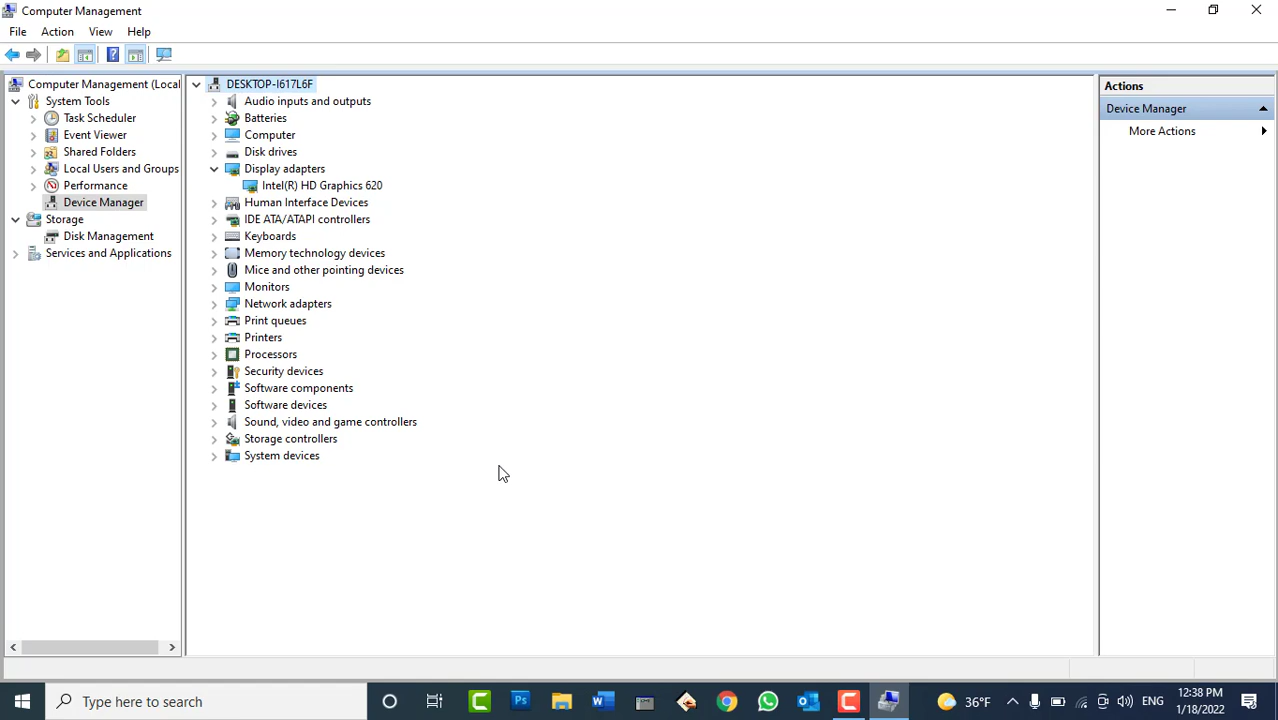 Computer Management
File Action View Help
Computer Management (Local
System Tools
Task Scheduler
Event Viewer
Shared Folders
Local Users and Groups
Performance
Device Manager
Storage
Disk Management
Services and Applications
DESKTOP-I617L6F
Audio inputs and outputs
Batteries
Computer
Disk drives
Display adapters
Intel(R) HD Graphics 620
Human Interface Devices
IDE ATA/ATAPI controllers
Keyboards
Memory technology devices
Mice and other pointing devices
Monitors
Network adapters
Print queues
Printers
Processors
Security devices
Software components
Software devices
Sound, video and game controllers
Storage controllers
System devices
Actions
Device Manager
More Actions
Type here to search
Ps
36°F
ENG
12:38 PM
1/18/2022